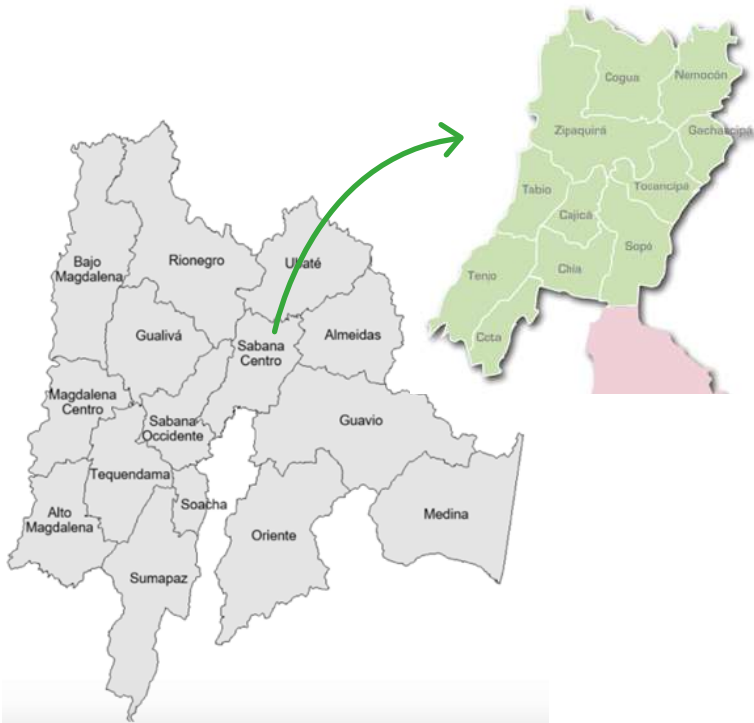 Cogua
Nemocón
Zipaquirá
Gachancipá
Tabio
Tocancipá
Cajicá
Sopó
Tenjo
Chía
Cota
Bajo
Magdalena
Rionegro
Ubaté
Gualivá
Sabana
Centro
Almeidas
Magdalena
Centro
Sabana
Occidente
Guavio
Tequendama
Soacha
Alto
Magdalena
Oriente
Medina
Sumapaz